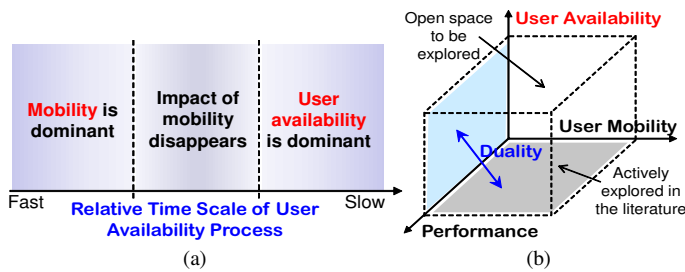 Mobility is
dominant
Impact of
mobility
disappears
User
availability
is dominant
Fast
Slow
Relative Time Scale of User
Availability Process
(a)
User Availability
Open space
to be
explored
User Mobility
Duality
Actively
explored in
the literature
Performance
(b)